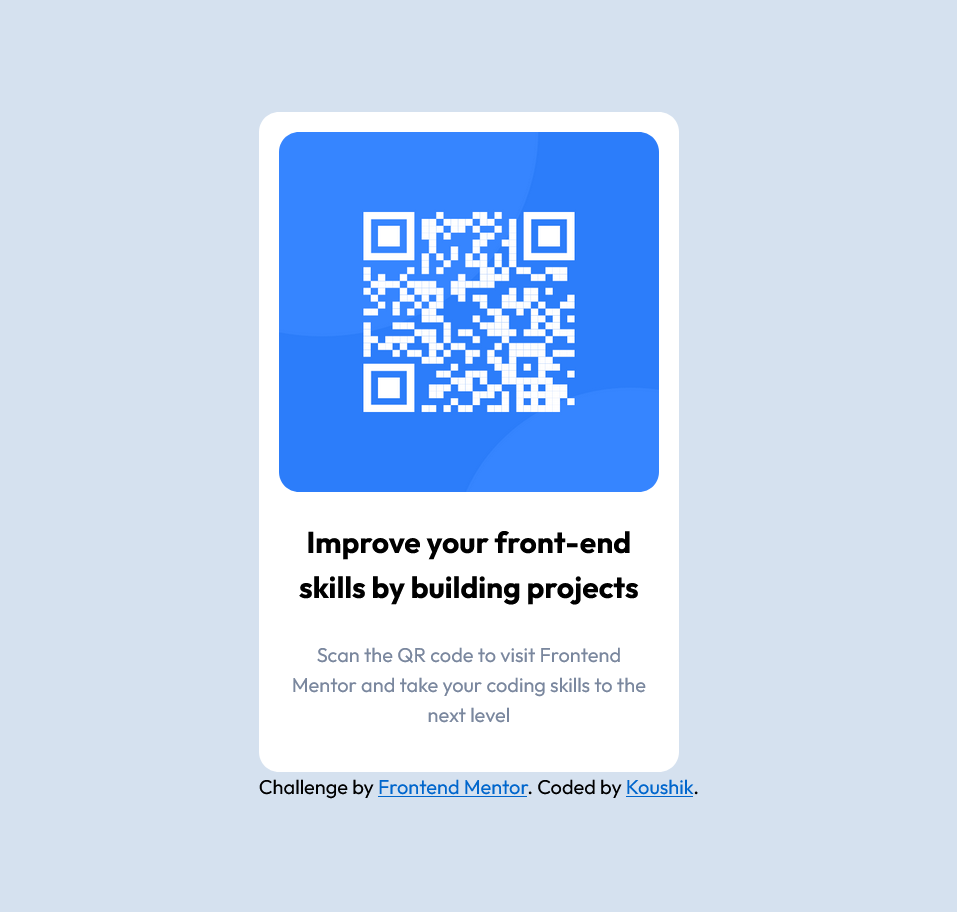 Improve your front-end
skills by building projects
Scan the QR code to visit Frontend
Mentor and take your coding skills to the
next level
Challenge by Frontend Mentor. Coded by Koushik.